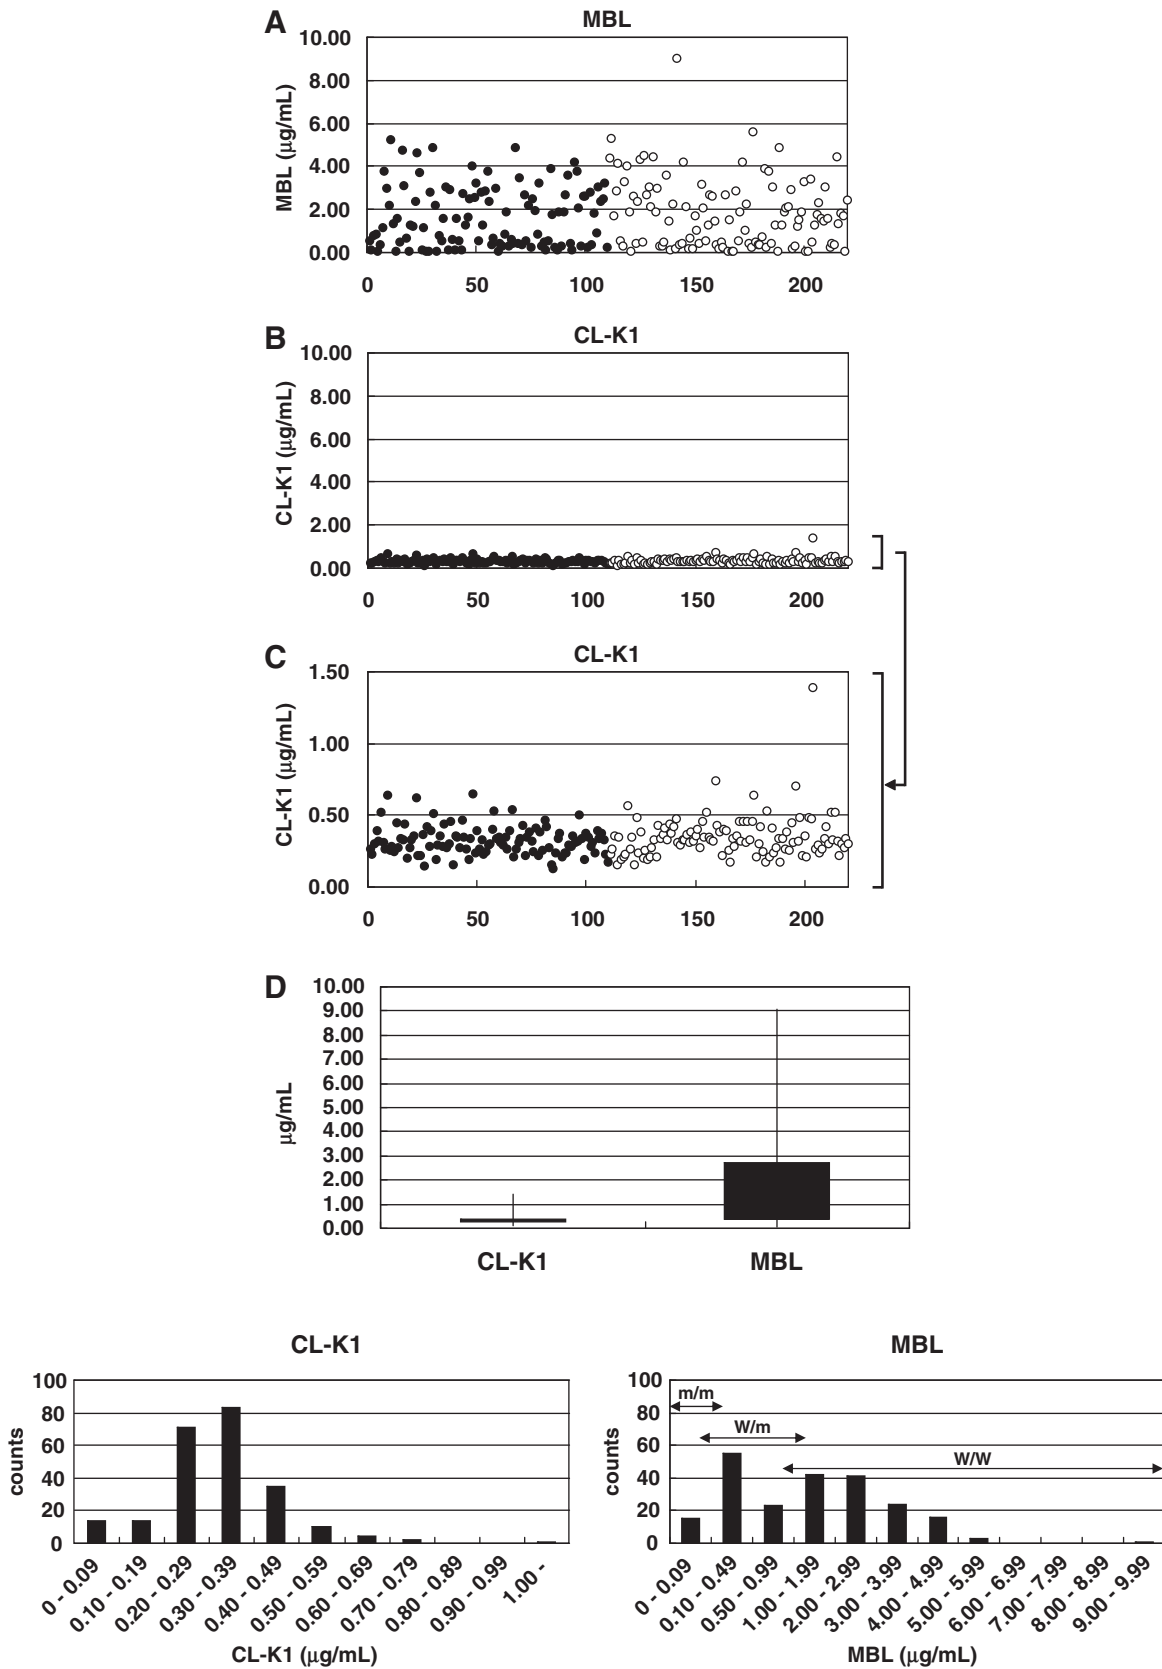 A
MBL
MBL (μg/mL)
10.00
8.00
6.00
4.00
2.00
0.00
0 50 100 150 200
B
CL-K1
CL-K1 (μg/mL)
10.00
8.00
6.00
4.00
2.00
0.00
0 50 100 150 200
C
CL-K1
CL-K1 (μg/mL)
1.50
1.00
0.50
0.00
0 50 100 150 200
D
μg/mL
10.00
9.00
8.00
7.00
6.00
5.00
4.00
3.00
2.00
1.00
0.00
CL-K1 MBL
CL-K1
counts
100
80
60
40
20
0
0 - 0.09
0.10 - 0.19
0.20 - 0.29
0.30 - 0.39
0.40 - 0.49
0.50 - 0.59
0.60 - 0.69
0.70 - 0.79
0.80 - 0.89
0.90 - 0.99
1.00 -
CL-K1 (μg/mL)
MBL
counts
100
80
60
40
20
0
m/m
W/m
W/W
0 - 0.09
0.10 - 0.49
0.50 - 0.99
1.00 - 1.99
2.00 - 2.99
3.00 - 3.99
4.00 - 4.99
5.00 - 5.99
6.00 - 6.99
7.00 - 7.99
8.00 - 8.99
9.00 - 9.99
MBL (μg/mL)